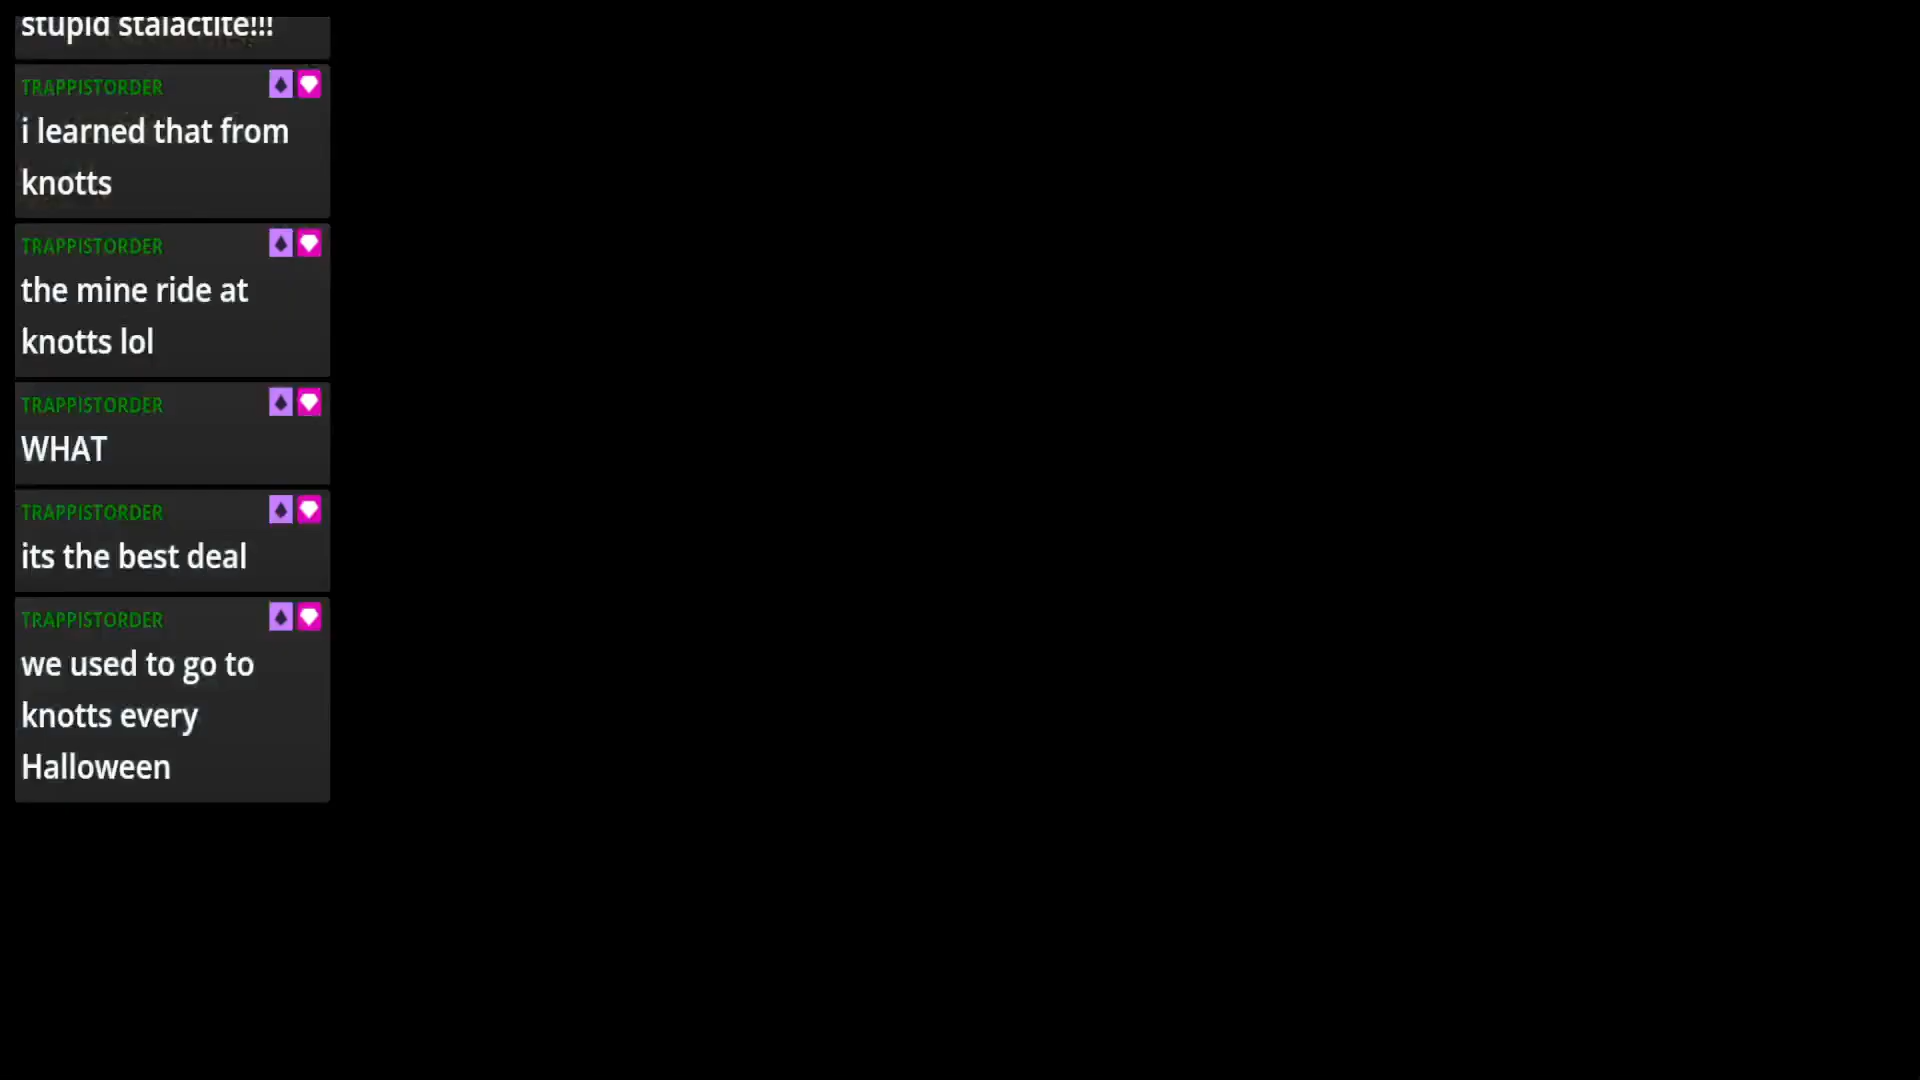 stupid stalactite!!!
TRAPPISTORDER
i learned that from
knotts
TRAPPISTORDER
the mine ride at
knotts lol
TRAPPISTORDER
WHAT
TRAPPISTORDER
its the best deal
TRAPPISTORDER
we used to go to
knotts every
Halloween